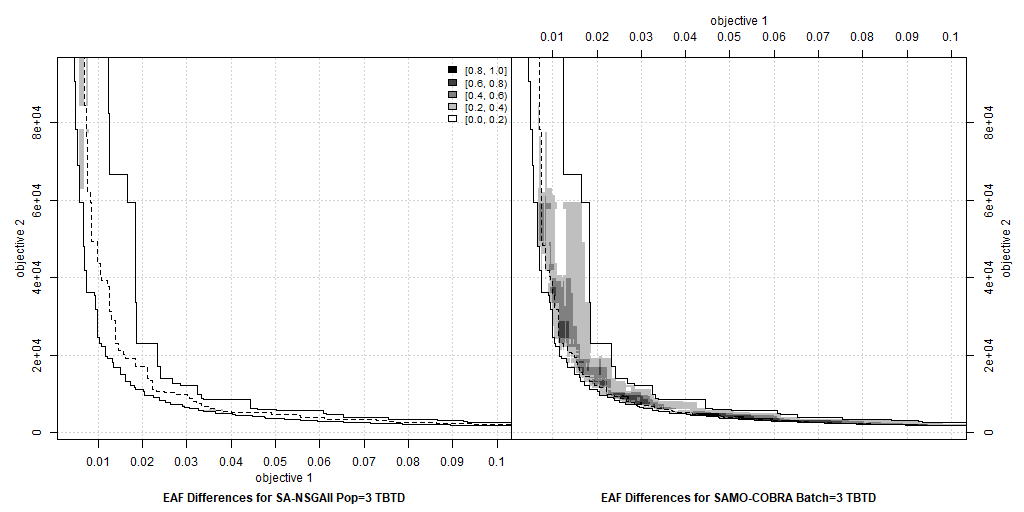 objective 1
0.01 0.02 0.03 0.04 0.05 0.06 0.07 0.08 0.09 0.1
[0.8, 1.0]
[0.6, 0.8)
[0.4, 0.6)
[0.2, 0.4)
[0.0, 0.2)
objective 2
0 2e+04 4e+04 6e+04 8e+04
0 2e+04 4e+04 6e+04 8e+04
objective 2
0.01 0.02 0.03 0.04 0.05 0.06 0.07 0.08 0.09 0.1
objective 1
EAF Differences for SA-NSGAII Pop=3 TBTD
EAF Differences for SAMO-COBRA Batch=3 TBTD